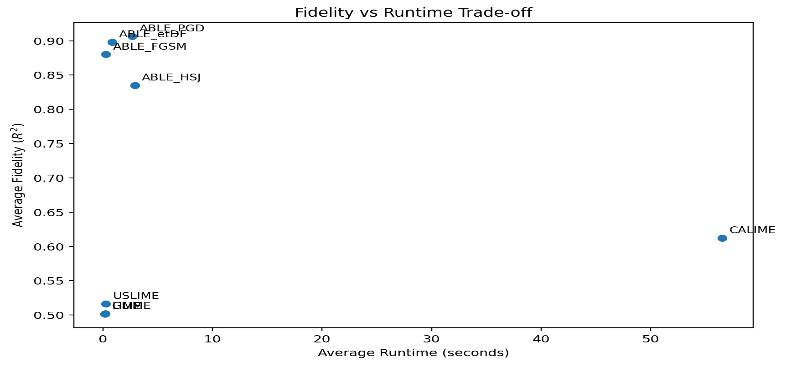 Fidelity vs Runtime Trade-off
Average Fidelity (R²)
0.90
0.85
0.80
0.75
0.70
0.65
0.60
0.55
0.50
ABLE_PGD
ABLE_etDF
ABLE_FGSM
ABLE_HSJ
CALIME
USLIME
0
10
20
30
40
50
Average Runtime (seconds)